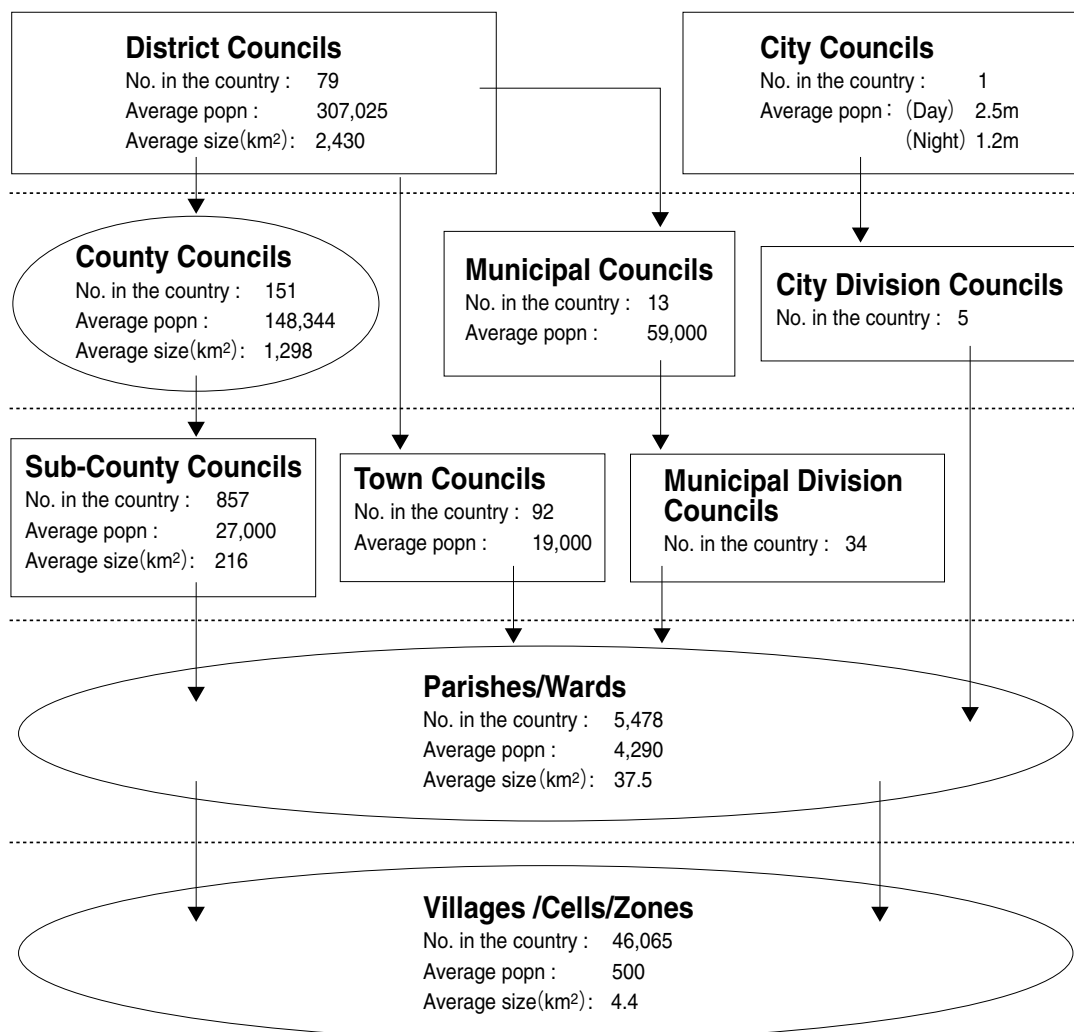 District Councils
No. in the country : 79
Average popn : 307,025
Average size(km²): 2,430
City Councils
No. in the country : 1
Average popn : (Day) 2.5m
(Night) 1.2m
County Councils
No. in the country : 151
Average popn : 148,344
Average size(km²): 1,298
Municipal Councils
No. in the country : 13
Average popn : 59,000
City Division Councils
No. in the country : 5
Sub-County Councils
No. in the country : 857
Average popn : 27,000
Average size(km²): 216
Town Councils
No. in the country : 92
Average popn : 19,000
Municipal Division
Councils
No. in the country : 34
Parishes/Wards
No. in the country : 5,478
Average popn : 4,290
Average size(km²): 37.5
Villages /Cells/Zones
No. in the country : 46,065
Average popn : 500
Average size(km²): 4.4